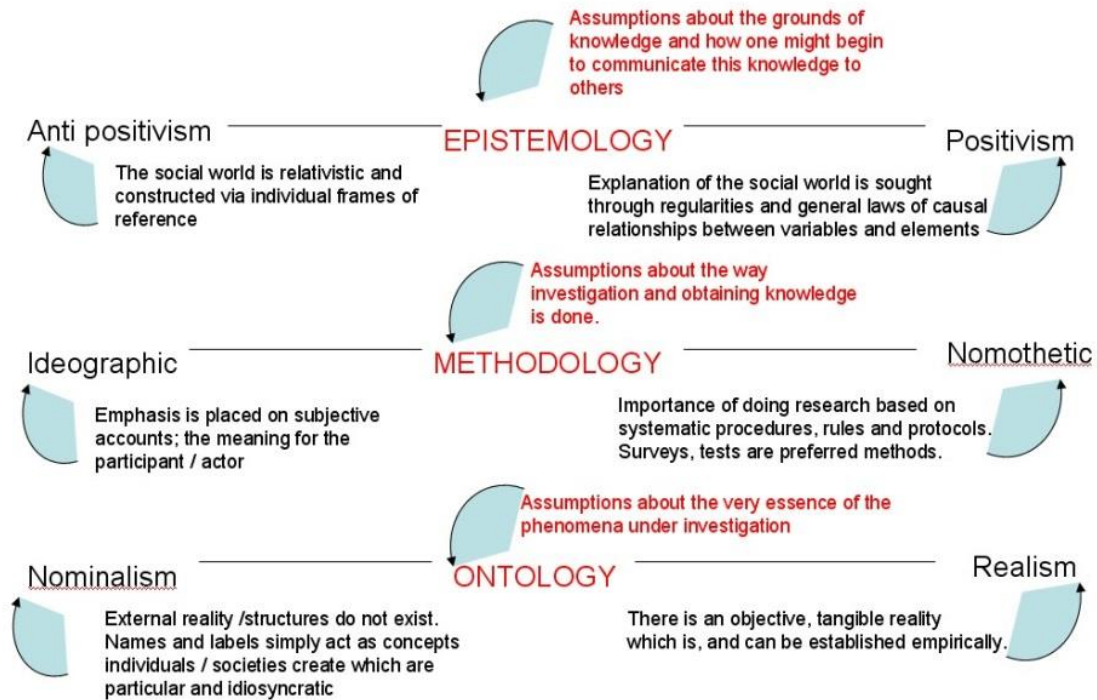 Assumptions about the grounds of
knowledge and how one might begin
to communicate this knowledge to
others
Anti positivism
EPISTEMOLOGY
Positivism
The social world is relativistic and
constructed via individual frames of
reference
Explanation of the social world is sought
through regularities and general laws of causal
relationships between variables and elements
Assumptions about the way
investigation and obtaining knowledge
is done.
Ideographic
METHODOLOGY
Nomothetic
Emphasis is placed on subjective
accounts; the meaning for the
participant / actor
Importance of doing research based on
systematic procedures, rules and protocols.
Surveys, tests are preferred methods.
Assumptions about the very essence of the
phenomena under investigation
Nominalism
ONTOLOGY
Realism
External reality /structures do not exist.
Names and labels simply act as concepts
individuals / societies create which are
particular and idiosyncratic
There is an objective, tangible reality
which is, and can be established empirically.